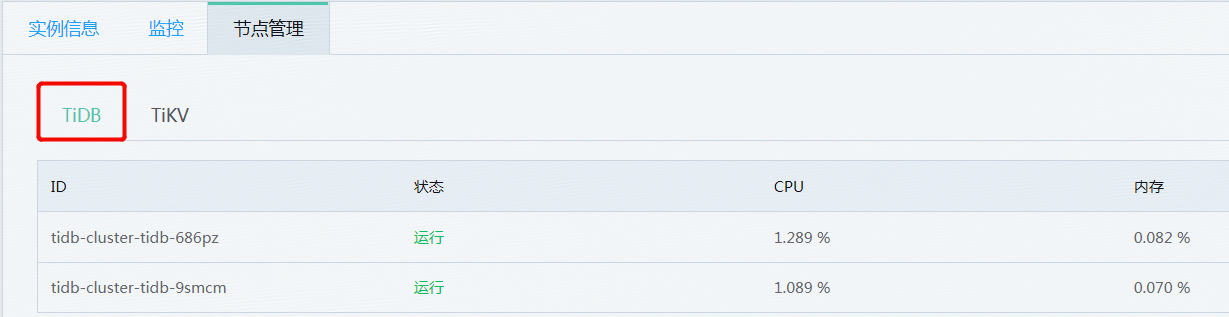 实例信息 监控 节点管理
TiDB TiKV
ID 状态 CPU 内存
tidb-cluster-tidb-686pz 运行 1.289 % 0.082 %
tidb-cluster-tidb-9smcm 运行 1.089 % 0.070 %